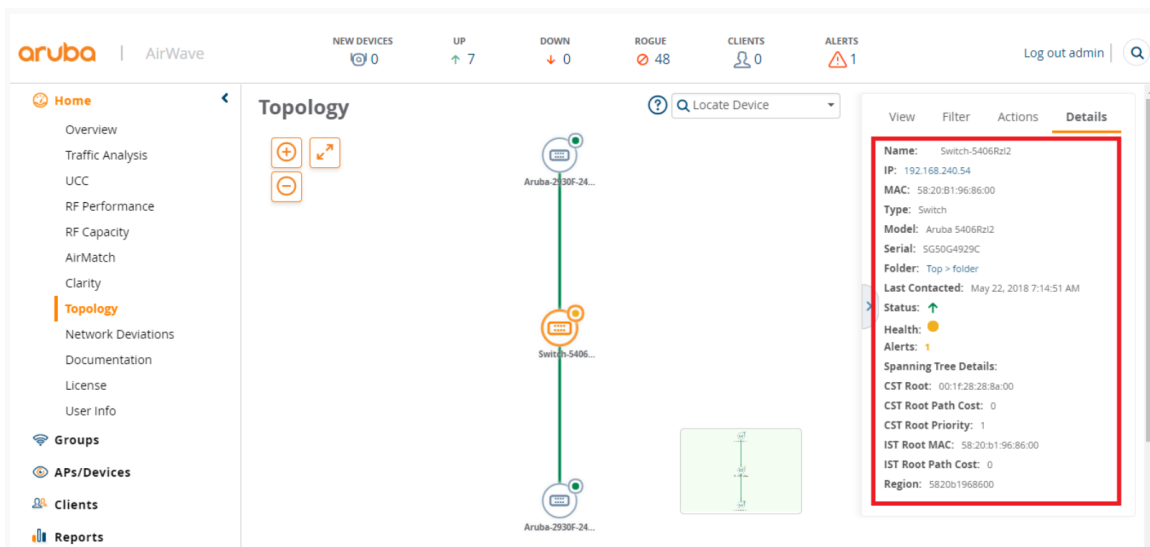 aruba | AirWave
NEW DEVICES
0
UP
7
DOWN
0
ROGUE
48
CLIENTS
0
ALERTS
1
Log out admin
Home
Overview
Traffic Analysis
UCC
RF Performance
RF Capacity
AirMatch
Clarity
Topology
Network Deviations
Documentation
License
User Info
Groups
APs/Devices
Clients
Reports
Topology
? Locate Device
Aruba-2930F-24...
Switch-5406...
Aruba-2930F-24...
View Filter Actions Details
Name: Switch-5406Rzl2
IP: 192.168.240.54
MAC: 58:20:B1:96:86:00
Type: Switch
Model: Aruba 5406Rzl2
Serial: SG50G4929C
Folder: Top > folder
Last Contacted: May 22, 2018 7:14:51 AM
Status:
Health:
Alerts: 1
Spanning Tree Details:
CST Root: 00:1f:28:28:8a:00
CST Root Path Cost: 0
CST Root Priority: 1
IST Root MAC: 58:20:b1:96:86:00
IST Root Path Cost: 0
Region: 5820b1968600